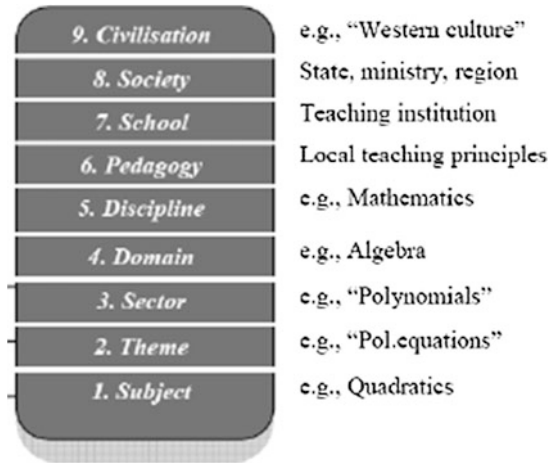 9. Civilisation e.g., “Western culture”
8. Society State, ministry, region
7. School Teaching institution
6. Pedagogy Local teaching principles
5. Discipline e.g., Mathematics
4. Domain e.g., Algebra
3. Sector e.g., “Polynomials”
2. Theme e.g., “Pol.equations”
1. Subject e.g., Quadratics